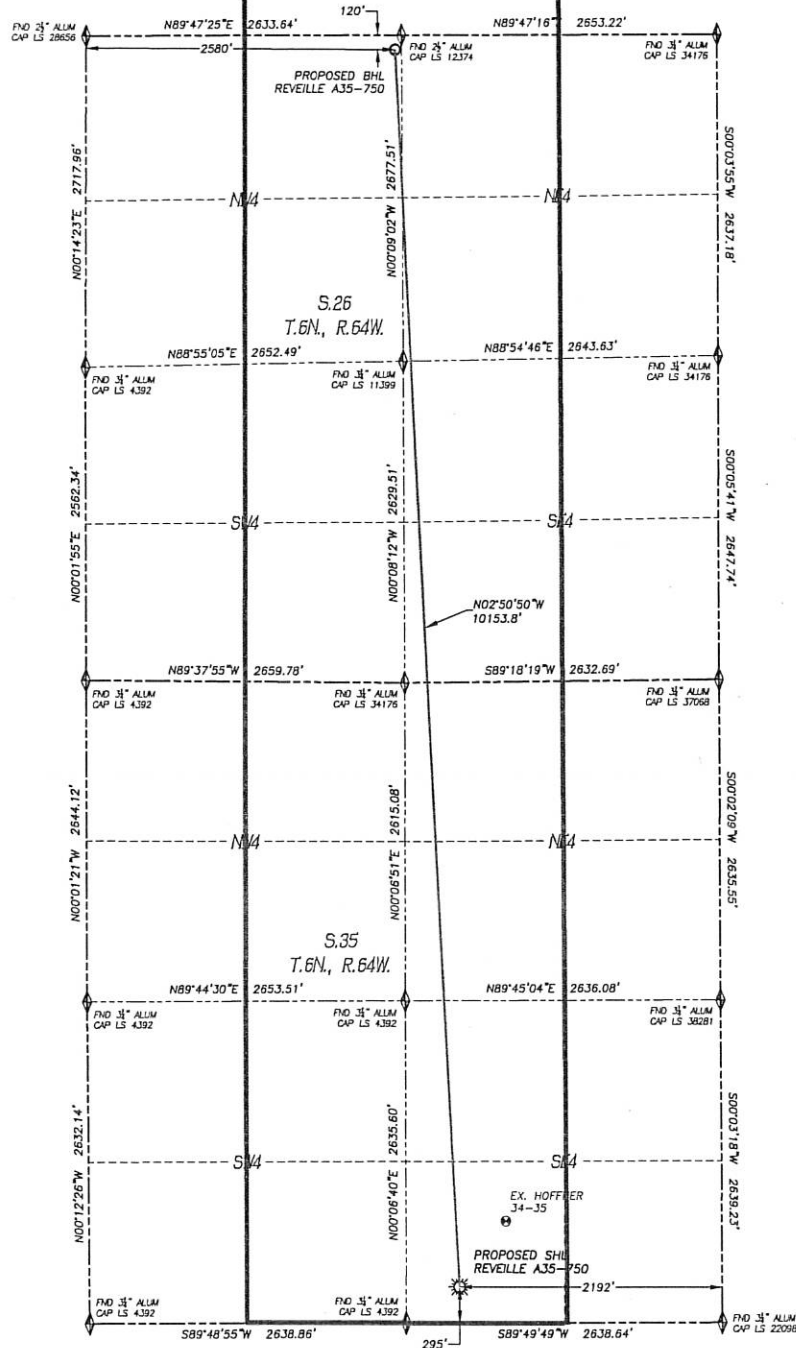 N89°47'25"E 2633.64'
120'
N89°47'16" 2653.22'
FND 2½" ALUM
CAP LS 28656
2580'
FND 2½" ALUM
CAP LS 12374
FND 3¼" ALUM
CAP LS 34176
PROPOSED BHL
REVEILLE A35-750
N00°14'23"E 2717.96'
N00°09'02"W 2677.51'
S00°03'55"W 2637.18'
NW4
NE4
S.26
T.6N., R.64W.
N88°55'05"E 2652.49'
N88°54'46"E 2643.63'
FND 3¼" ALUM
CAP LS 4392
FND 3¼" ALUM
CAP LS 11399
FND 3¼" ALUM
CAP LS 34176
N00°01'55"E 2562.34'
N00°08'12"W 2629.51'
S00°05'41"W 2647.74'
SW4
SE4
N02°50'50"W
10153.8'
N89°37'55"W 2659.78'
S89°18'19"W 2632.69'
FND 3¼" ALUM
CAP LS 4392
FND 3¼" ALUM
CAP LS 34176
FND 3¼" ALUM
CAP LS 37068
N00°01'21"W 2644.12'
N00°06'51"E 2615.08'
S00°02'09"W 2635.55'
NW4
NE4
S.35
T.6N., R.64W.
N89°44'30"E 2653.51'
N89°45'04"E 2636.08'
FND 3¼" ALUM
CAP LS 4392
FND 3¼" ALUM
CAP LS 4392
FND 3¼" ALUM
CAP LS 38281
N00°12'26"W 2632.14'
N00°06'40"E 2635.60'
S00°03'18"W 2639.23'
SW4
SE4
EX. HOFFNER
34-35
PROPOSED SHL
REVEILLE A35-750
2192'
FND 3¼" ALUM
CAP LS 4392
FND 3¼" ALUM
CAP LS 4392
FND 3¼" ALUM
CAP LS 22098
S89°48'55"W 2638.86'
S89°49'49"W 2638.64'
295'